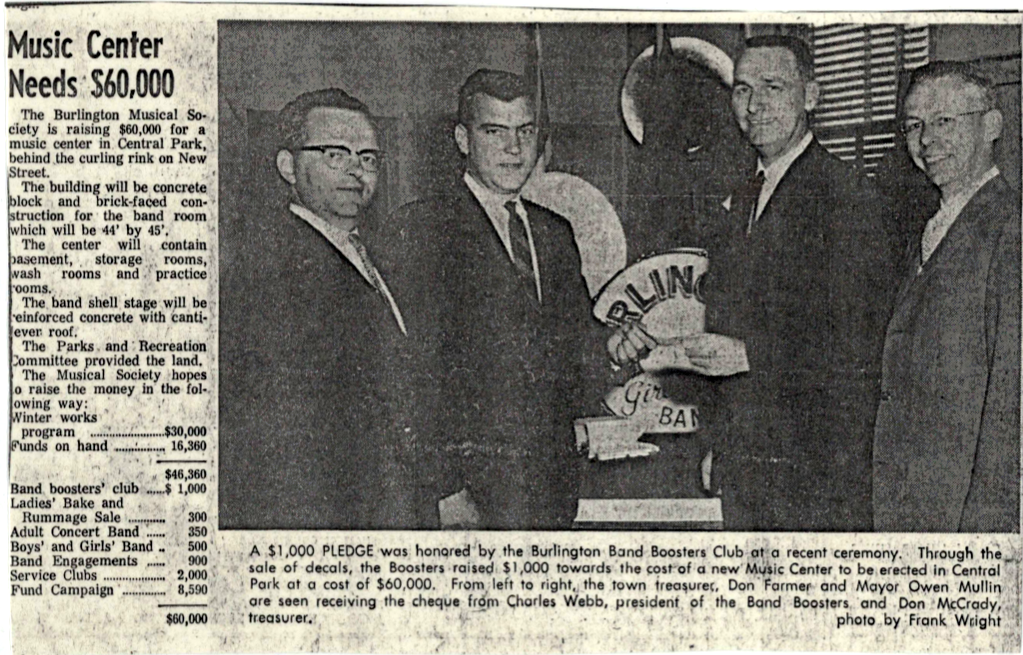 Music Center
Needs $60,000
The Burlington Musical So-
ciety is raising $60,000 for a
music center in Central Park,
behind the curling rink on New
Street.
The building will be concrete
block and brick-faced con-
struction for the band room
which will be 44' by 45'.
The center will contain
basement, storage rooms,
wash rooms and practice
rooms.
The band shell stage will be
reinforced concrete with canti-
lever roof.
The Parks and Recreation
Committee provided the land.
The Musical Society hopes
to raise the money in the fol-
lowing way:
Winter works
program ..................$30,000
Funds on hand ............ 16,360
$46,360
Band boosters' club .....$ 1,000
Ladies' Bake and
Rummage Sale ........... 300
Adult Concert Band ...... 350
Boys' and Girls' Band .. 500
Band Engagements ..... 900
Service Clubs ................ 2,000
Fund Campaign ............ 8,590
$60,000
RLING
Girl
BAN
A $1,000 PLEDGE was honored by the Burlington Band Boosters Club at a recent ceremony. Through the
sale of decals, the Boosters raised $1,000 towards the cost of a new Music Center to be erected in Central
Park at a cost of $60,000. From left to right, the town treasurer, Don Farmer and Mayor Owen Mullin
are seen receiving the cheque from Charles Webb, president of the Band Boosters and Don McCrady,
treasurer. photo by Frank Wright